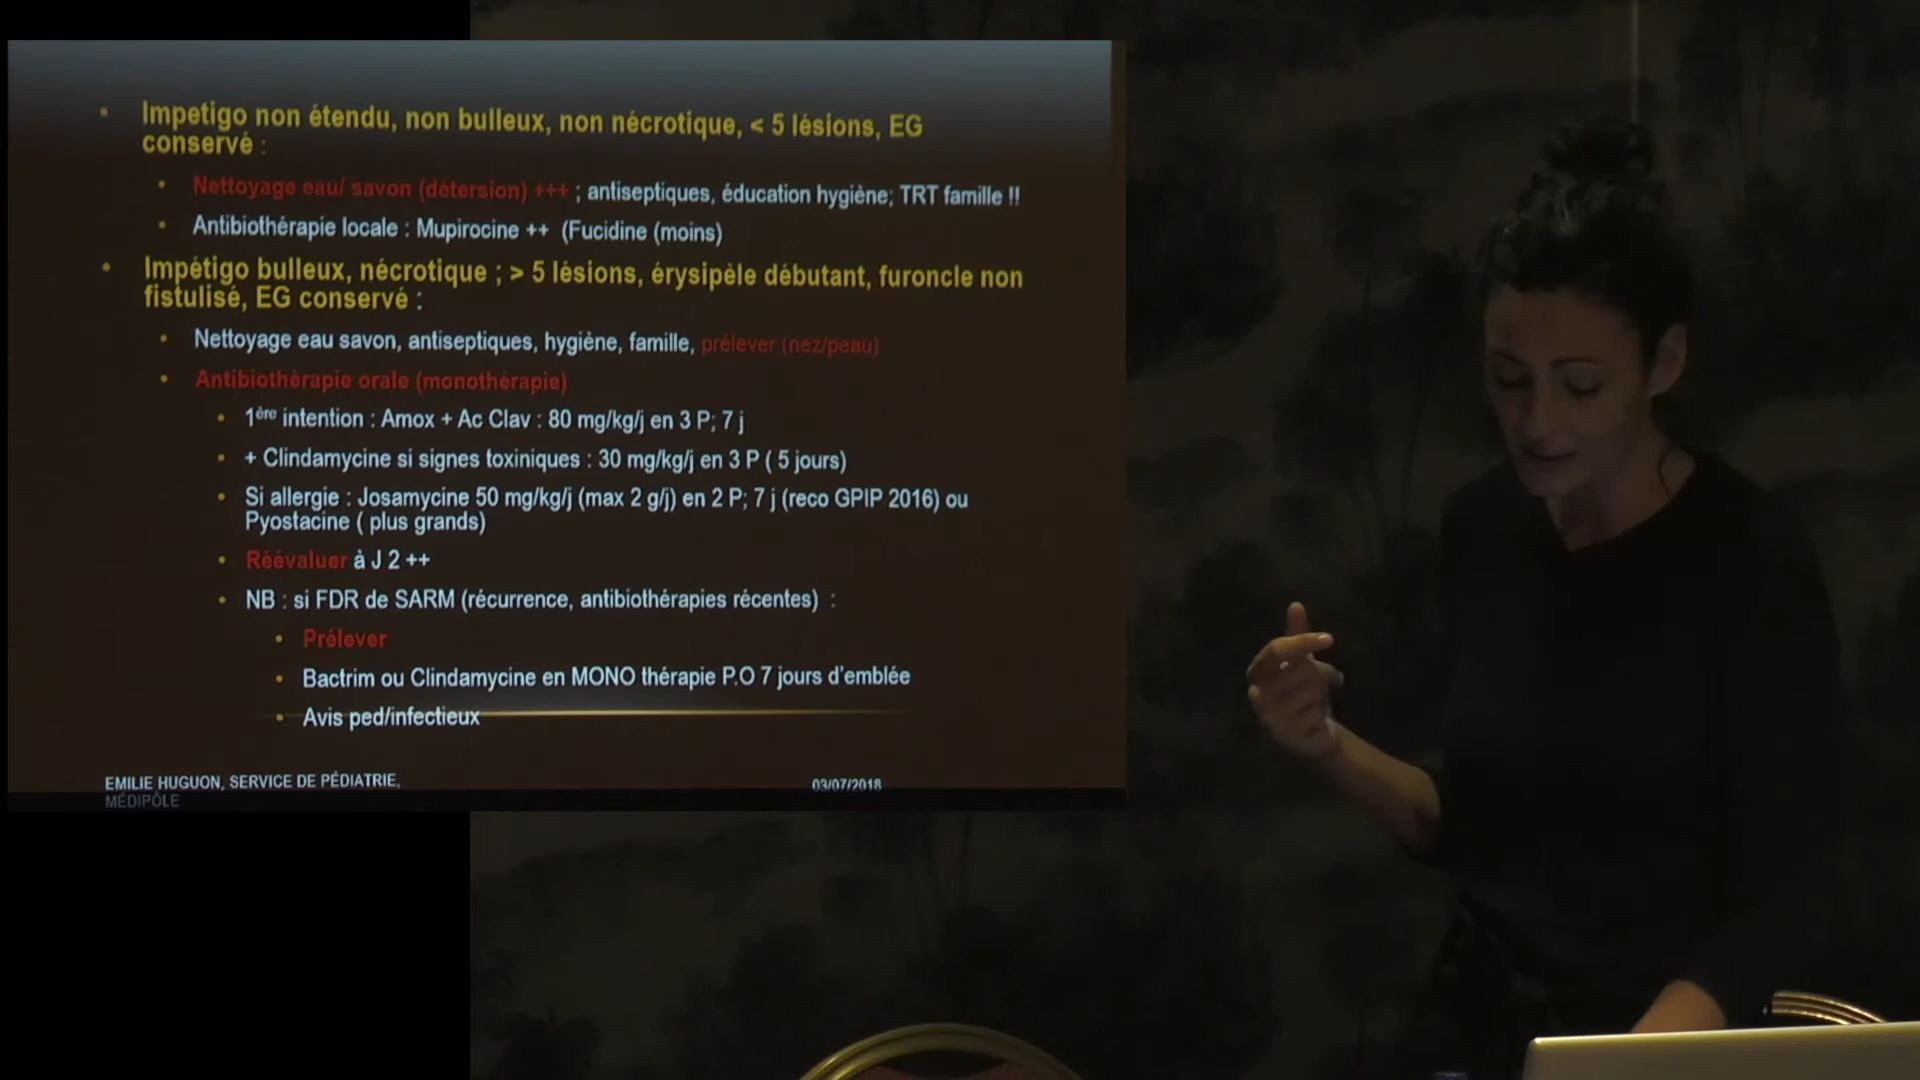 Impetigo non étendu, non bulleux, non nécrotique, < 5 lésions, EG
conservé :
Nettoyage eau/ savon (détersion) +++ ; antiseptiques, éducation hygiène; TRT famille !!
Antibiothérapie locale : Mupirocine ++ (Fucidine (moins)
Impétigo bulleux, nécrotique ; > 5 lésions, érysipèle débutant, furoncle non
fistulisé, EG conservé :
Nettoyage eau savon, antiseptiques, hygiène, famille, prélever (nez/peau)
Antibiothérapie orale (monothérapie)
1ère intention : Amox + Ac Clav : 80 mg/kg/j en 3 P; 7 j
+ Clindamycine si signes toxiniques : 30 mg/kg/j en 3 P ( 5 jours)
Si allergie : Josamycine 50 mg/kg/j (max 2 g/j) en 2 P; 7 j (reco GPIP 2016) ou
Pyostacine ( plus grands)
Réévaluer à J 2 ++
NB : si FDR de SARM (récurrence, antibiothérapies récentes) :
Prélever
Bactrim ou Clindamycine en MONO thérapie P.O 7 jours d'emblée
Avis ped/infectieux
EMILIE HUGUON, SERVICE DE PÉDIATRIE,
MÉDIPÔLE
03/07/2018